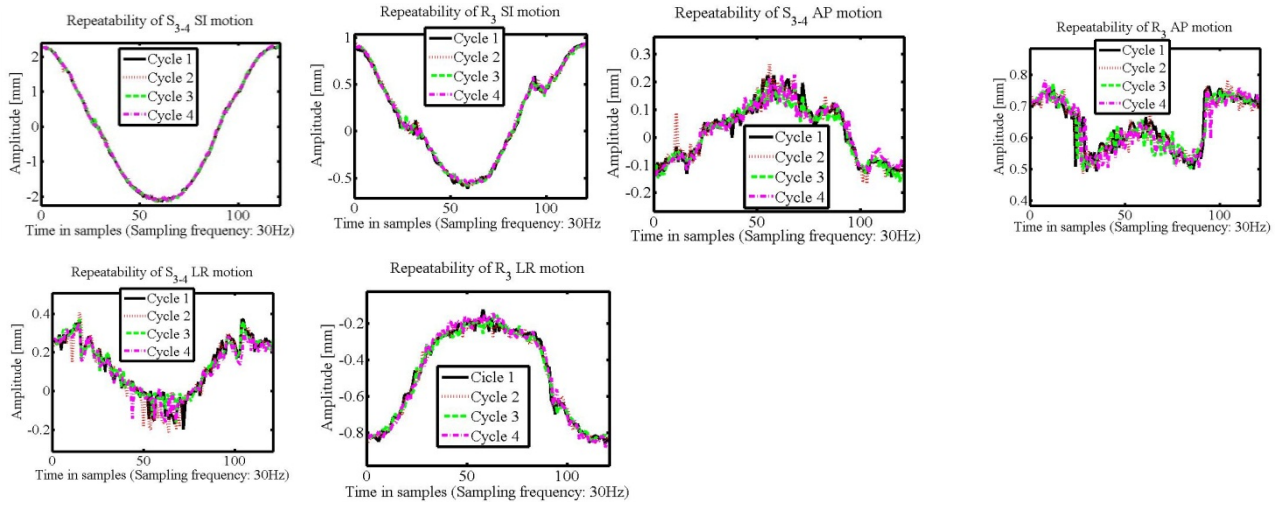 Repeatability of S3-4 SI motion
Amplitude [mm]
2
1
0
-1
-2
Cycle 1
Cycle 2
Cycle 3
Cycle 4
0
50
100
Time in samples (Sampling frequency: 30Hz)
Repeatability of R3 SI motion
Amplitude [mm]
1
0.5
0
-0.5
Cycle 1
Cycle 2
Cycle 3
Cycle 4
0
50
100
Time in samples (Sampling frequency: 30Hz)
Repeatability of S3-4 AP motion
Amplitude [mm]
0.3
0.2
0.1
0
-0.1
-0.2
Cycle 1
Cycle 2
Cycle 3
Cycle 4
0
50
100
Time in samples (Sampling frequency: 30Hz)
Repeatability of R3 AP motion
Amplitude [mm]
0.8
0.7
0.6
0.5
0.4
Cycle 1
Cycle 2
Cycle 3
Cycle 4
0
50
100
Time in samples (Sampling frequency: 30Hz)
Repeatability of S3-4 LR motion
Amplitude [mm]
0.4
0.2
0
-0.2
Cycle 1
Cycle 2
Cycle 3
Cycle 4
0
50
100
Time in samples (Sampling frequency: 30Hz)
Repeatability of R3 LR motion
Amplitude [mm]
-0.2
-0.4
-0.6
-0.8
Cicle 1
Cycle 2
Cycle 3
Cycle 4
0
50
100
Time in samples (Sampling frequency: 30Hz)